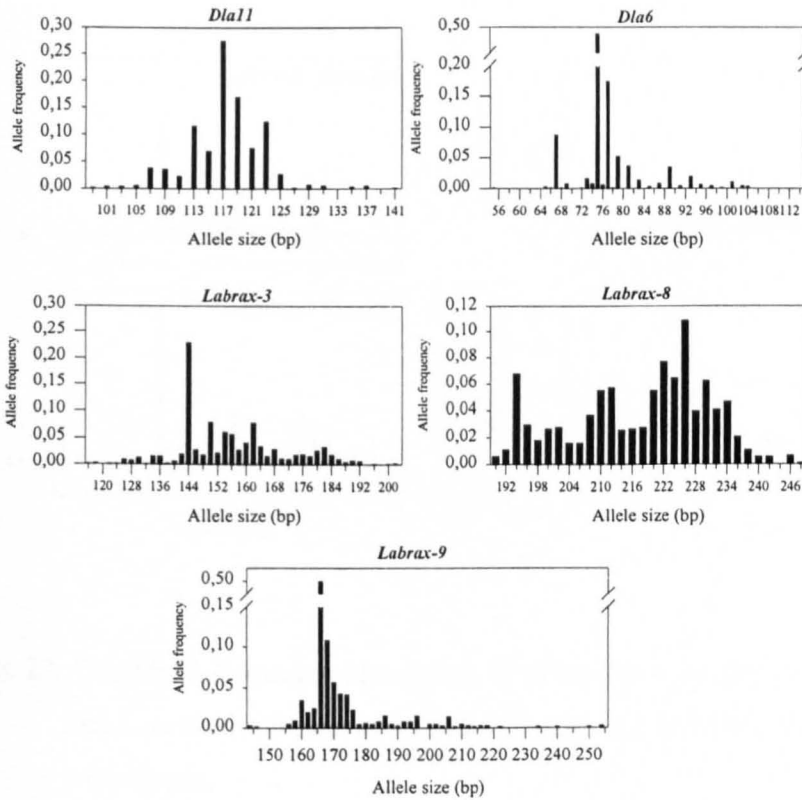 Dla11
Allele frequency
0,30
0,25
0,20
0,15
0,10
0,05
0,00
101 105 109 113 117 121 125 129 133 137 141
Allele size (bp)
Dla6
Allele frequency
0,50
0,20
0,15
0,10
0,05
0,00
56 60 64 68 72 76 80 84 88 92 96 100 104 108 112
Allele size (bp)
Labrax-3
Allele frequency
0,30
0,25
0,20
0,15
0,10
0,05
0,00
120 128 136 144 152 160 168 176 184 192 200
Allele size (bp)
Labrax-8
Allele frequency
0,12
0,10
0,08
0,06
0,04
0,02
0,00
192 198 204 210 216 222 228 234 240 246
Allele size (bp)
Labrax-9
Allele frequency
0,50
0,15
0,10
0,05
0,00
150 160 170 180 190 200 210 220 230 240 250
Allele size (bp)